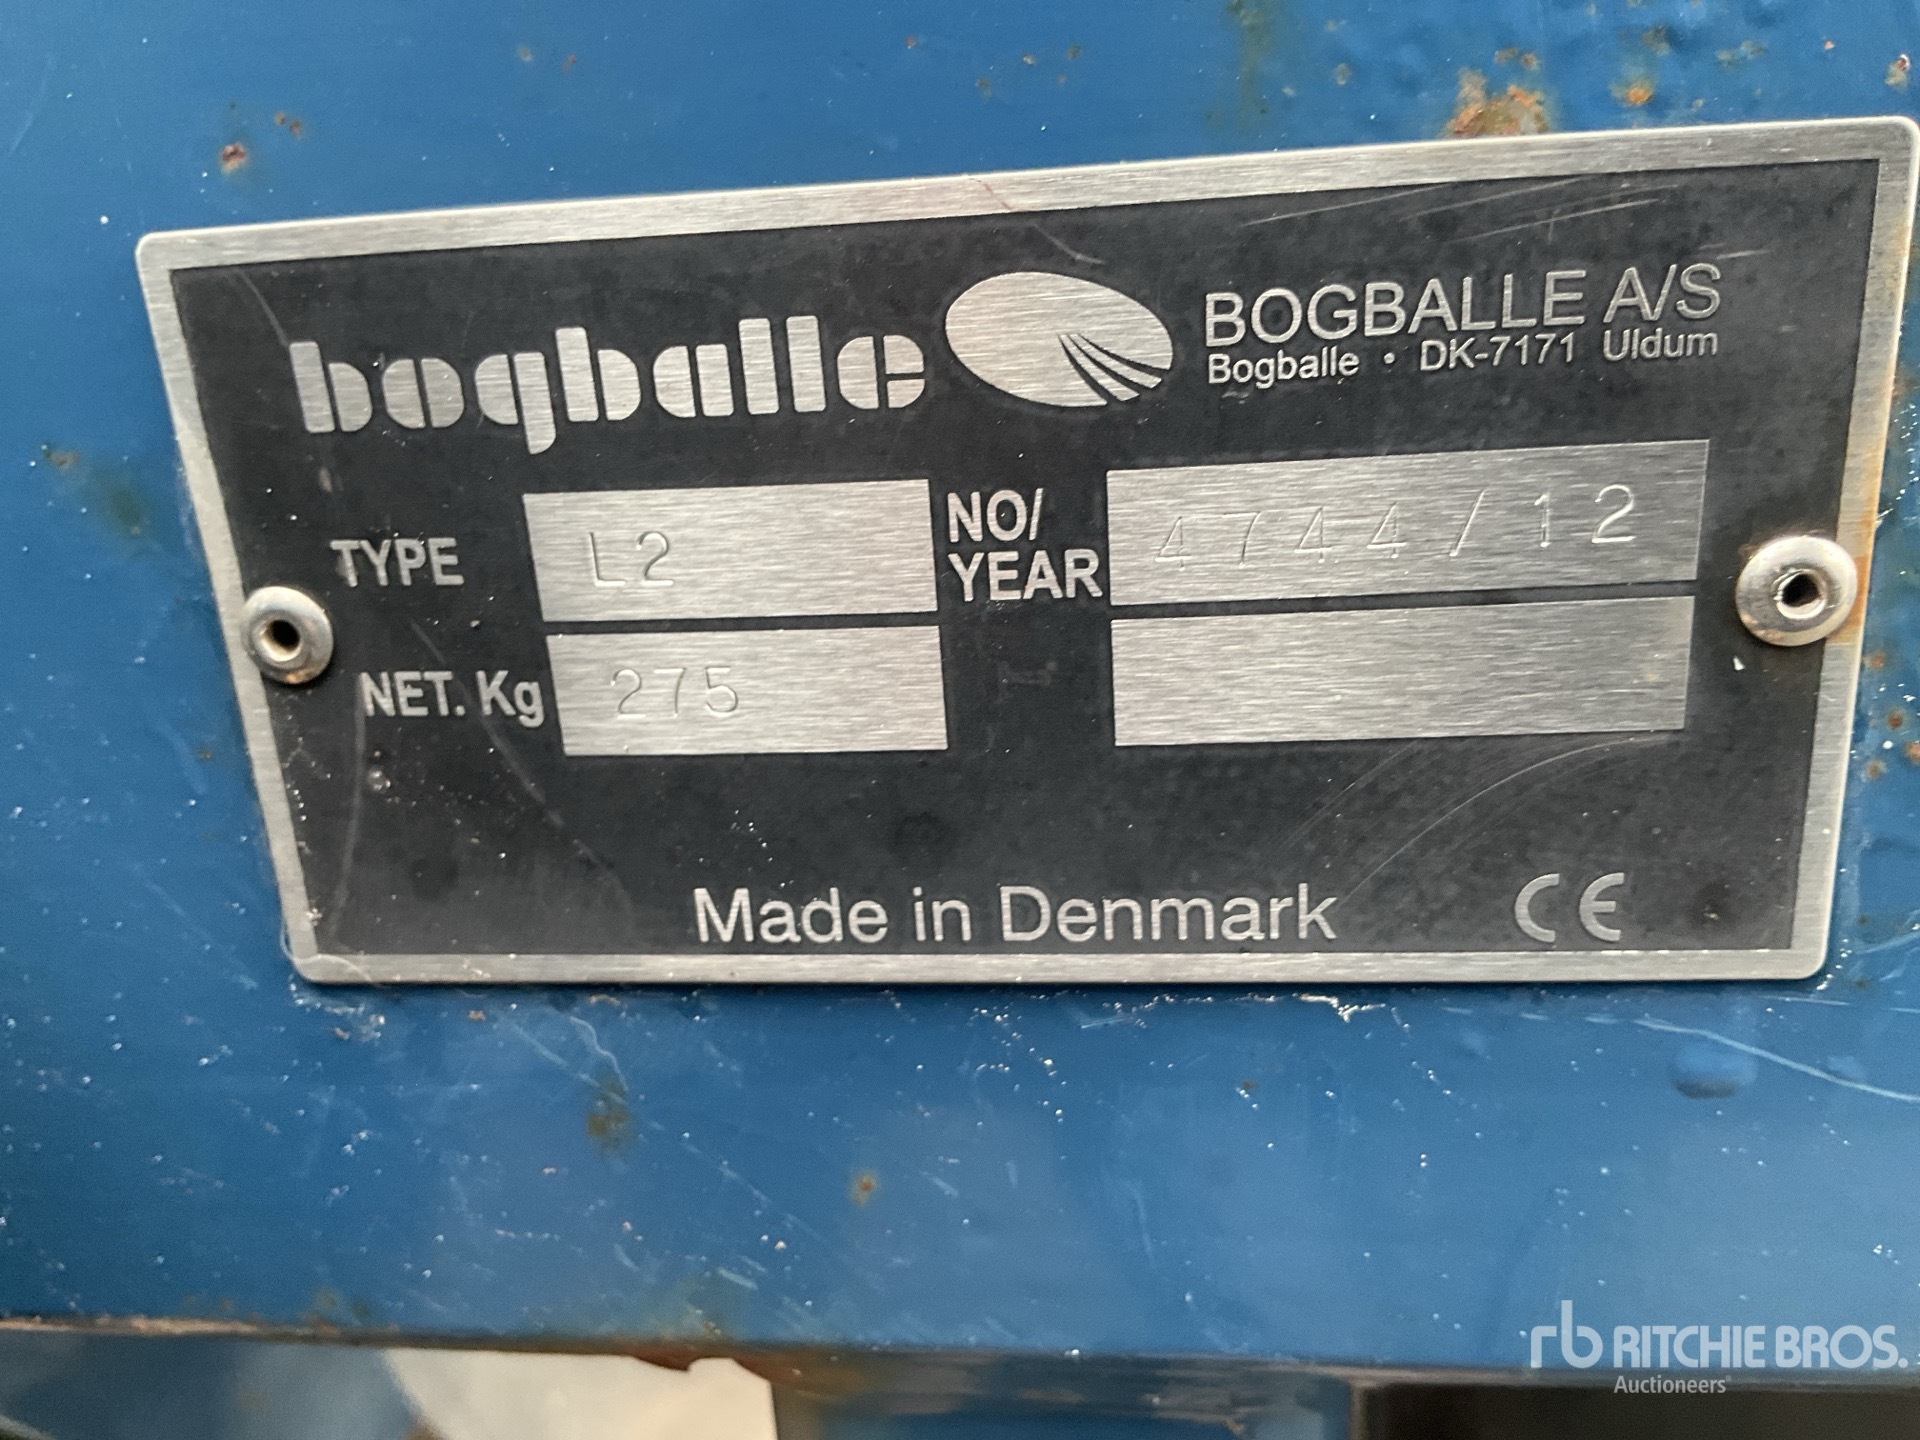 bogballe
BOGBALLE A/S
Bogballe • DK-7171 Uldum
TYPE L2
NO/
YEAR 4744/12
NET. Kg 275
Made in Denmark CE
rb RITCHIE BROS.
Auctioneers